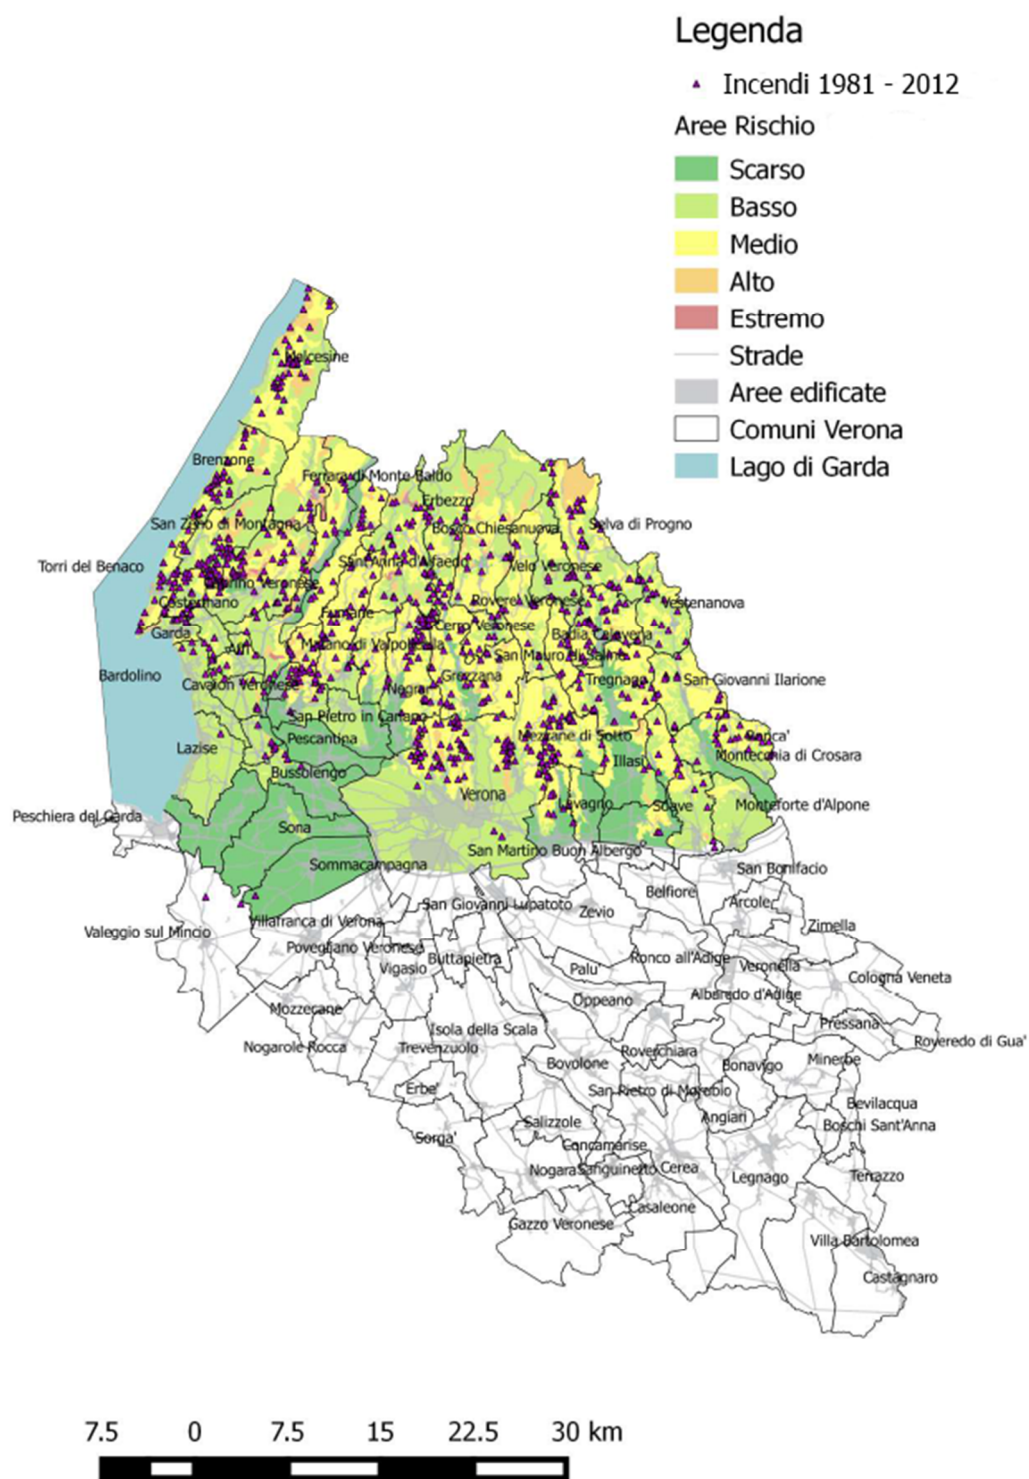 Legenda
Incendi 1981 - 2012
Aree Rischio
Scarso
Basso
Medio
Alto
Estremo
Strade
Aree edificate
Comuni Verona
Lago di Garda
Malcesine
Brenzone
Ferrara di Monte Baldo
Erbezzo
San Zeno di Montagna
Bosco Chiesanuova
Selva di Progno
Torri del Benaco
Sant'Anna d'Alfaedo
Velo Veronese
Caprino Veronese
Costermano
Rovere' Veronese
Vestenanova
Fumane
Garda
Cerro Veronese
Badia Calavena
Affi
Marano di Valpolicella
San Mauro di Saline
Bardolino
Cavaion Veronese
Negrar
Grezzana
Tregnago
San Giovanni Ilarione
San Pietro in Cariano
Lazise
Pescantina
Mezzane di Sotto
Ronca'
Montecchia di Crosara
Bussolengo
Illasi
Verona
Lavagno
Soave
Monteforte d'Alpone
Peschiera del Garda
Sona
Sommacampagna
San Martino Buon Albergo
San Bonifacio
Belfiore
Arcole
San Giovanni Lupatoto
Zevio
Villafranca di Verona
Zimella
Valeggio sul Mincio
Povegliano Veronese
Buttapietra
Vigasio
Palu'
Ronco all'Adige
Veronella
Cologna Veneta
Albaredo d'Adige
Oppeano
Mozzecane
Isola della Scala
Pressana
Roveredo di Gua'
Nogarole Rocca
Trevenzuolo
Roverchiara
Bovolone
Bonavigo
Minerbe
Erbe'
San Pietro di Morubio
Bevilacqua
Angiari
Boschi Sant'Anna
Salizzole
Sorga'
Concamarise
Nogara
Sanguinetto
Cerea
Legnago
Terrazzo
Casaleone
Gazzo Veronese
Villa Bartolomea
Castagnaro
7.5 0 7.5 15 22.5 30 km